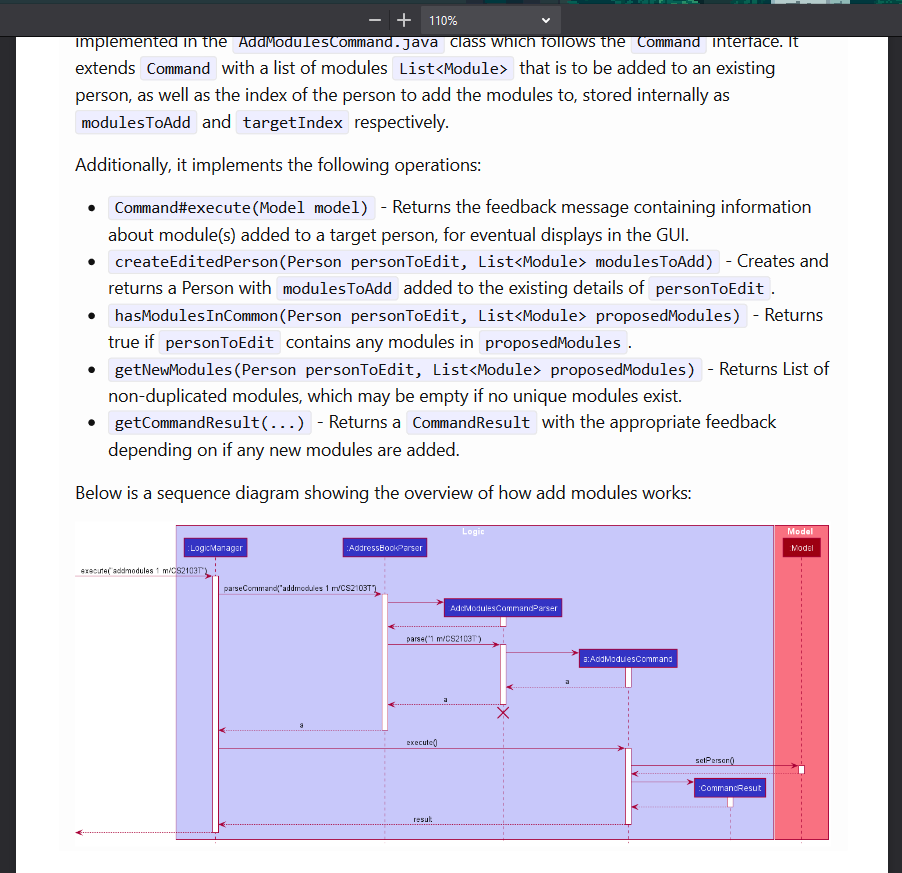 110%
implemented in the AddModulesCommand.java class which follows the Command interface. It
extends Command with a list of modules List<Module> that is to be added to an existing
person, as well as the index of the person to add the modules to, stored internally as
modulesToAdd and targetIndex respectively.
Additionally, it implements the following operations:
• Command#execute(Model model) - Returns the feedback message containing information
about module(s) added to a target person, for eventual displays in the GUI.
• createEditedPerson(Person personToEdit, List<Module> modulesToAdd) - Creates and
returns a Person with modulesToAdd added to the existing details of personToEdit.
• hasModulesInCommon(Person personToEdit, List<Module> proposedModules) - Returns
true if personToEdit contains any modules in proposedModules.
• getNewModules(Person personToEdit, List<Module> proposedModules) - Returns List of
non-duplicated modules, which may be empty if no unique modules exist.
• getCommandResult(...) - Returns a CommandResult with the appropriate feedback
depending on if any new modules are added.
Below is a sequence diagram showing the overview of how add modules works:
Logic
Model
:LogicManager
:AddressBookParser
:Model
execute("addmodules 1 m/CS2103T")
parseCommand("addmodules 1 m/CS2103T")
AddModulesCommandParser
parse("1 m/CS2103T")
a:AddModulesCommand
a
a
a
execute()
setPerson()
:CommandResult
result